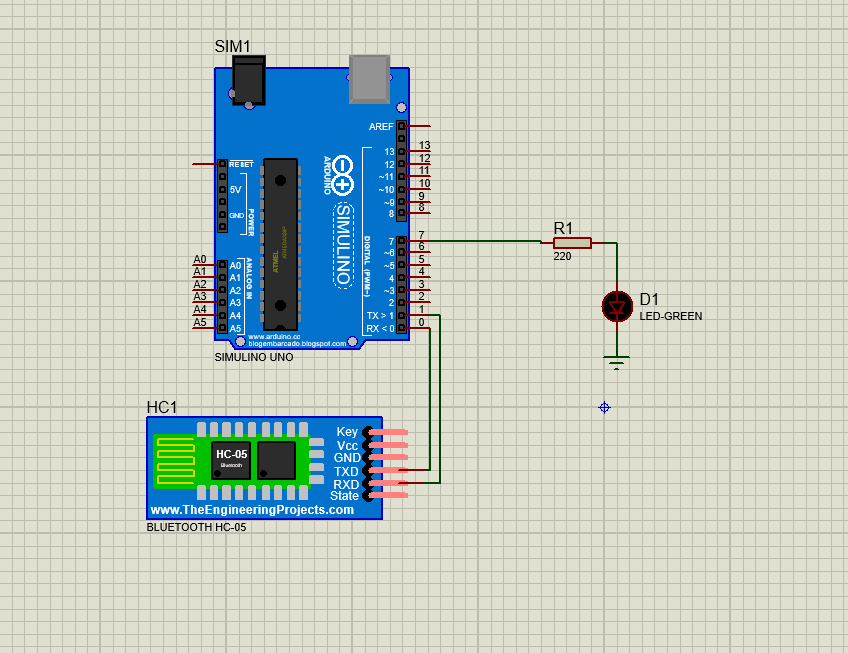 SIM1
AREF
13 13
12 12
~11 11
~10 10
~9 9
8 8
7 7
~6 6
~5 5
4 4
~3 3
2 2
TX > 1 1
RX < 0 0
RESET
5V
GND
POWER
A0 A0
A1 A1
A2 A2
A3 A3
A4 A4
A5 A5
ANALOG IN
ATMEL
ARDUINO
SIMULINO
DIGITAL (PWM~)
www.arduino.cc
blogembarcado.blogspot.com
SIMULINO UNO
R1
220
D1
LED-GREEN
HC1
HC-05
Bluetooth
Key
Vcc
GND
TXD
RXD
State
www.TheEngineeringProjects.com
BLUETOOTH HC-05